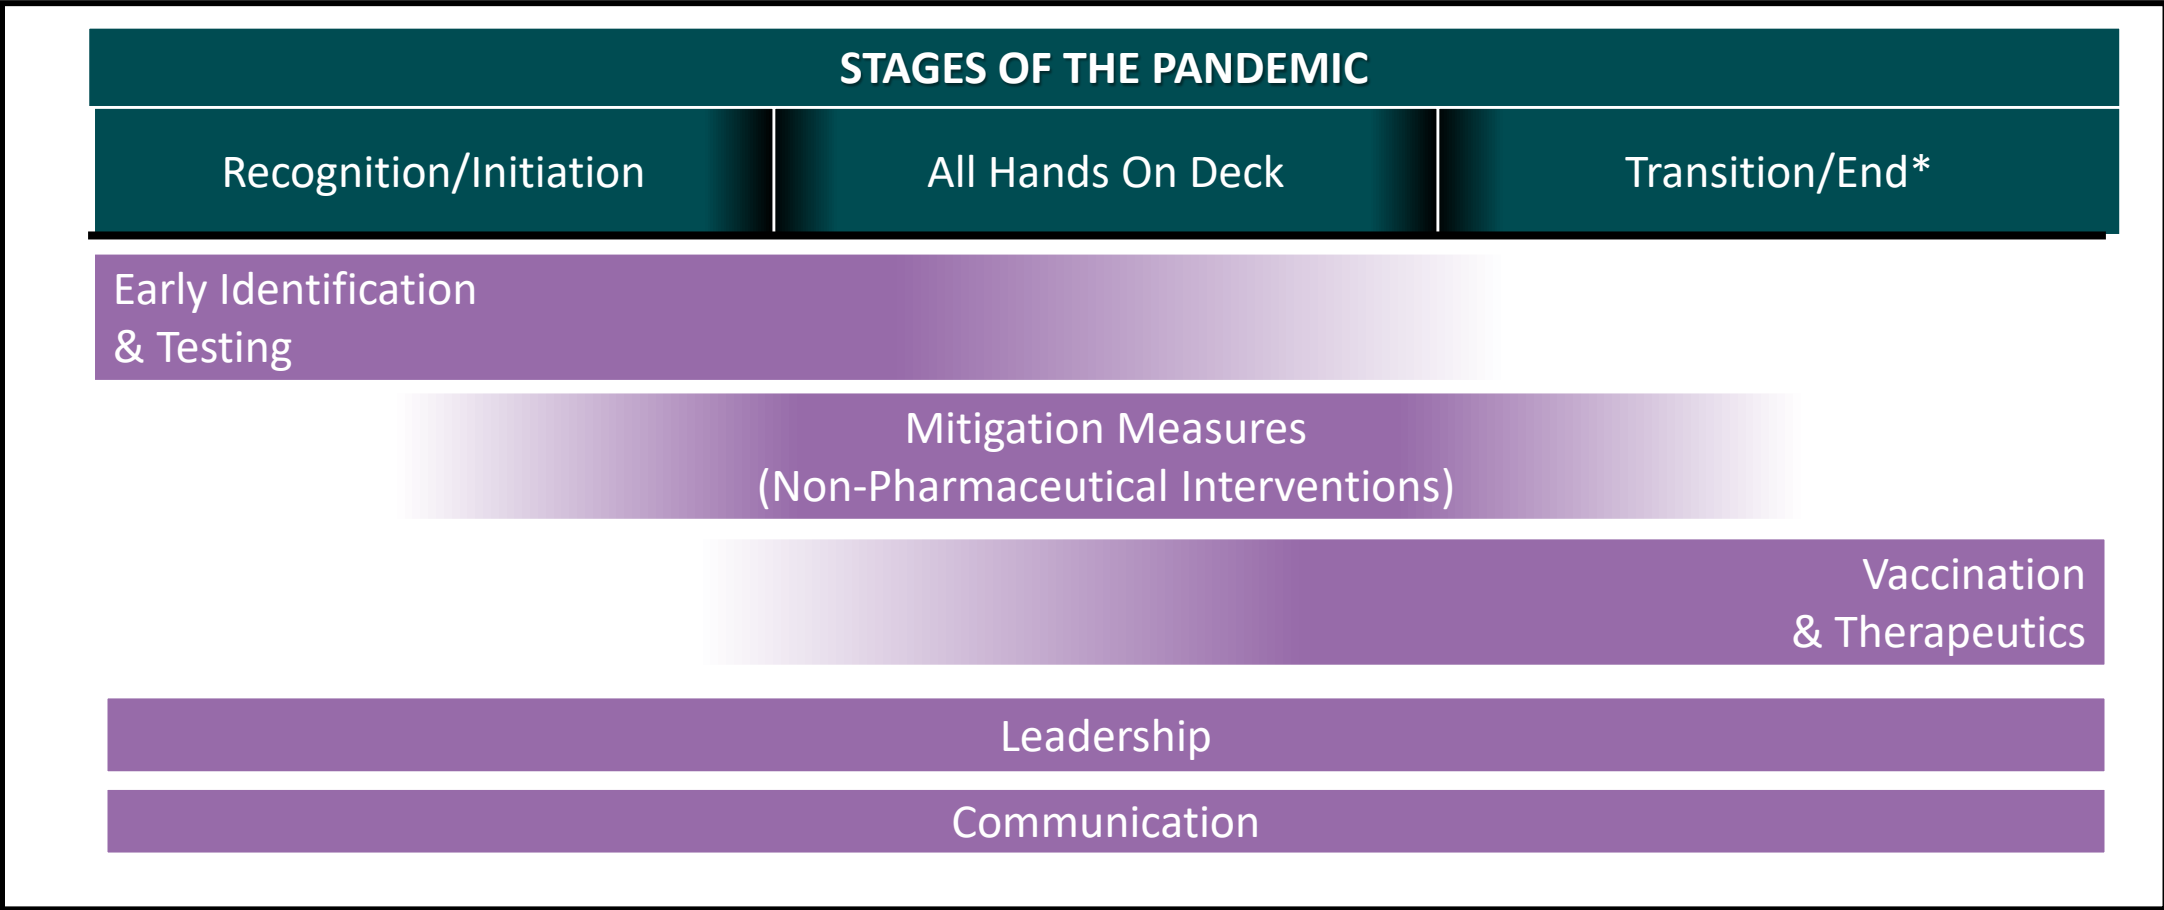 STAGES OF THE PANDEMIC
Recognition/Initiation
All Hands On Deck
Transition/End*
Early Identification
& Testing
Mitigation Measures
(Non-Pharmaceutical Interventions)
Vaccination
& Therapeutics
Leadership
Communication